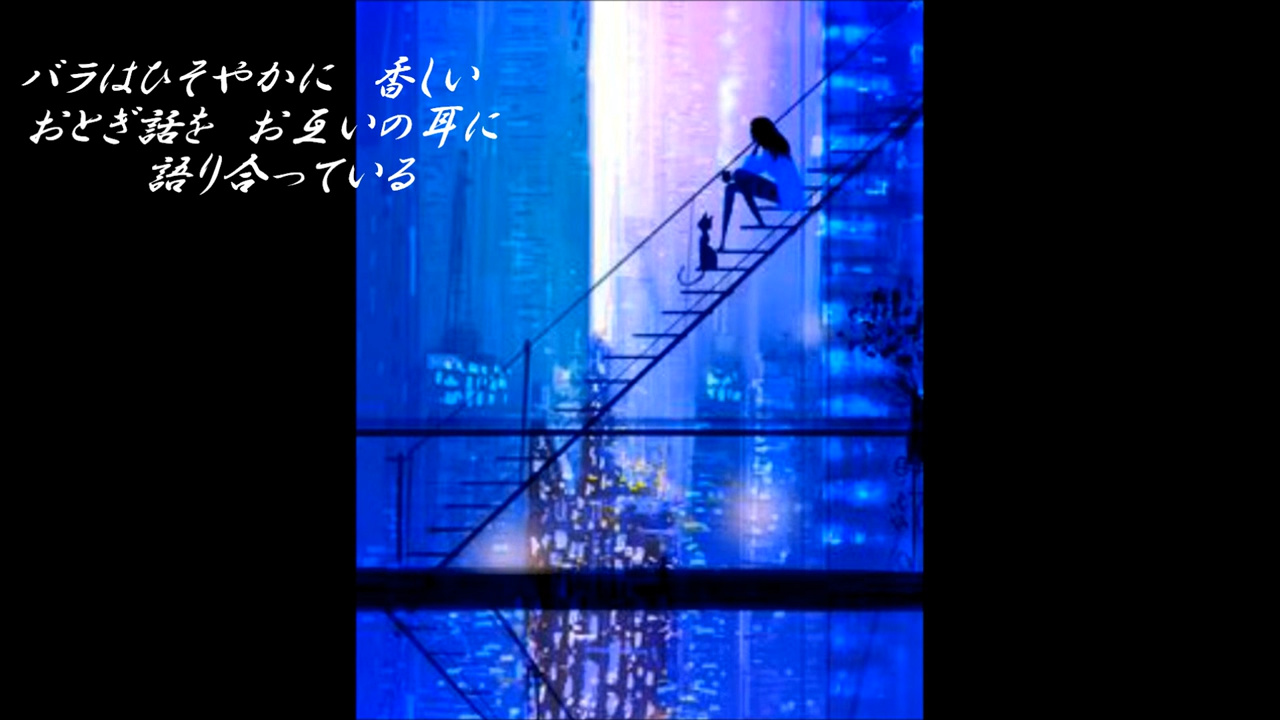 バラはひそやかに　香しい
おとぎ話を　お互いの耳に
語り合っている